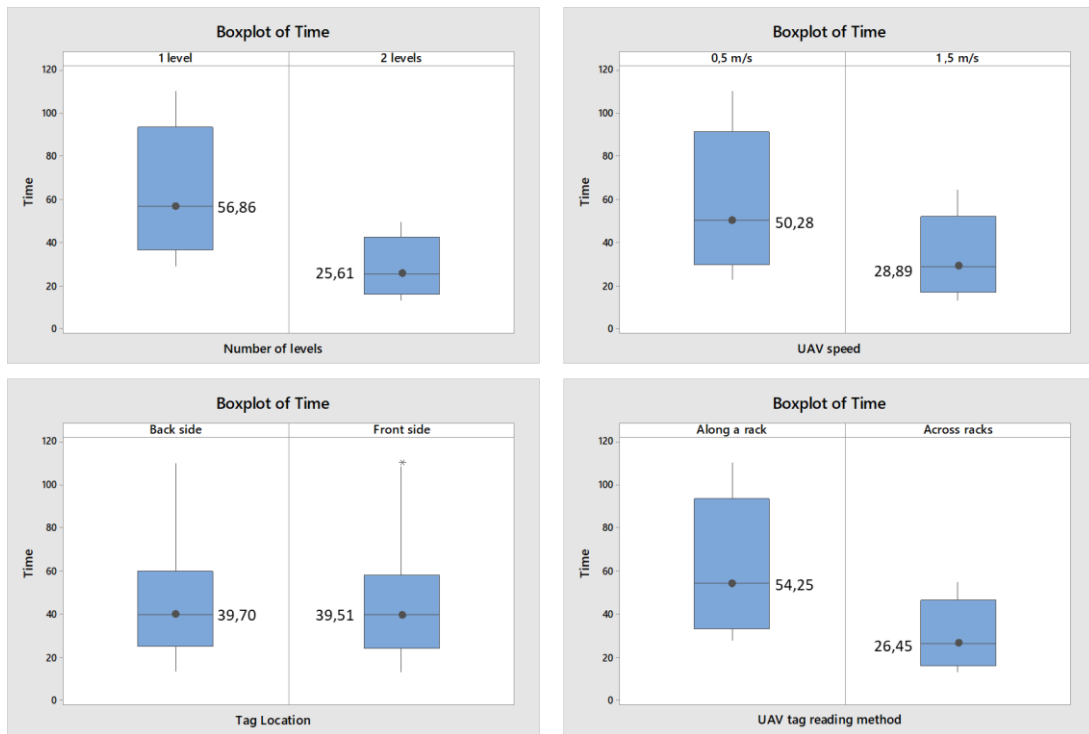 Boxplot of Time
1 level 2 levels
120
100
80
60
40
20
0
Time
56,86
25,61
Number of levels
Boxplot of Time
0,5 m/s 1,5 m/s
120
100
80
60
40
20
0
Time
50,28
28,89
UAV speed
Boxplot of Time
Back side Front side
120
100
80
60
40
20
0
Time
39,70
39,51
*
Tag Location
Boxplot of Time
Along a rack Across racks
120
100
80
60
40
20
0
Time
54,25
26,45
UAV tag reading method